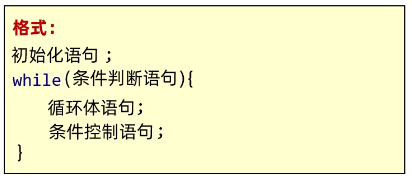 格式:
初始化语句 ;
while(条件判断语句){
循环体语句;
条件控制语句;
}